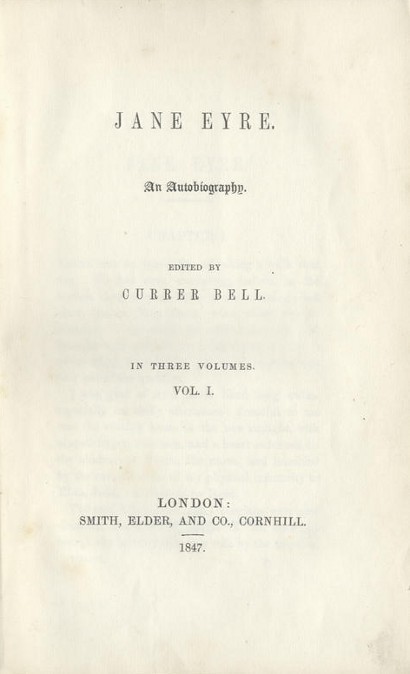 JANE EYRE.
An Autobiography.
EDITED BY
CURRER BELL.
IN THREE VOLUMES.
VOL. I.
LONDON:
SMITH, ELDER, AND CO., CORNHILL.
1847.